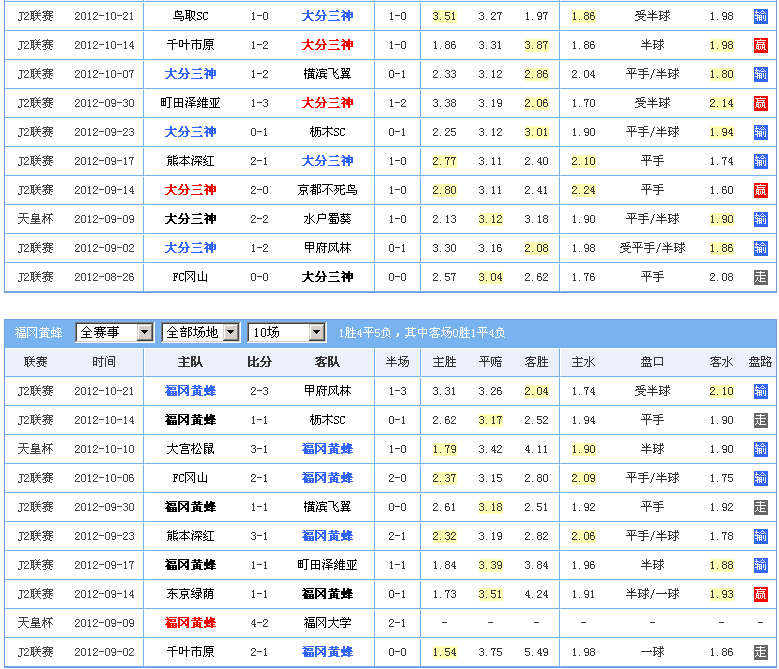 J2联赛 2012-10-21 鸟取SC 1-0 大分三神 1-0 3.51 3.27 1.97 1.86 受半球 1.98 输
J2联赛 2012-10-14 千叶市原 1-2 大分三神 1-0 1.86 3.31 3.87 1.86 半球 1.98 赢
J2联赛 2012-10-07 大分三神 1-2 横滨飞翼 0-1 2.33 3.12 2.86 2.04 平手/半球 1.80 输
J2联赛 2012-09-30 町田泽维亚 1-3 大分三神 1-2 3.38 3.19 2.06 1.70 受半球 2.14 赢
J2联赛 2012-09-23 大分三神 0-1 枥木SC 0-1 2.25 3.12 3.01 1.90 平手/半球 1.94 输
J2联赛 2012-09-17 熊本深红 2-1 大分三神 1-0 2.77 3.11 2.40 2.10 平手 1.74 输
J2联赛 2012-09-14 大分三神 2-0 京都不死鸟 1-0 2.80 3.11 2.41 2.24 平手 1.60 赢
天皇杯 2012-09-09 大分三神 2-2 水户蜀葵 1-0 2.13 3.12 3.18 1.90 平手/半球 1.90 输
J2联赛 2012-09-02 大分三神 1-2 甲府风林 0-1 3.30 3.16 2.08 1.98 受平手/半球 1.86 输
J2联赛 2012-08-26 FC冈山 0-0 大分三神 0-0 2.57 3.04 2.62 1.76 平手 2.08 走
福冈黄蜂 全赛事 全部场地 10场 1胜4平5负，其中客场0胜1平4负
联赛 时间 主队 比分 客队 半场 主胜 平赔 客胜 主水 盘口 客水 盘路
J2联赛 2012-10-21 福冈黄蜂 2-3 甲府风林 1-3 3.31 3.26 2.04 1.74 受半球 2.10 输
J2联赛 2012-10-14 福冈黄蜂 1-1 枥木SC 0-1 2.62 3.17 2.52 1.94 平手 1.90 走
天皇杯 2012-10-10 大宫松鼠 3-1 福冈黄蜂 1-0 1.79 3.42 4.11 1.90 半球 1.90 输
J2联赛 2012-10-06 FC冈山 2-1 福冈黄蜂 2-0 2.37 3.15 2.80 2.09 平手/半球 1.75 输
J2联赛 2012-09-30 福冈黄蜂 1-1 横滨飞翼 0-0 2.61 3.18 2.51 1.92 平手 1.92 走
J2联赛 2012-09-23 熊本深红 3-1 福冈黄蜂 2-1 2.32 3.19 2.82 2.06 平手/半球 1.78 输
J2联赛 2012-09-17 福冈黄蜂 1-1 町田泽维亚 1-1 1.84 3.39 3.84 1.96 半球 1.88 输
J2联赛 2012-09-14 东京绿荫 1-1 福冈黄蜂 0-1 1.73 3.51 4.24 1.91 半球/一球 1.93 赢
天皇杯 2012-09-09 福冈黄蜂 4-2 福冈大学 2-1 - - - - - - -
J2联赛 2012-09-02 千叶市原 2-1 福冈黄蜂 0-0 1.54 3.75 5.49 1.98 一球 1.86 走